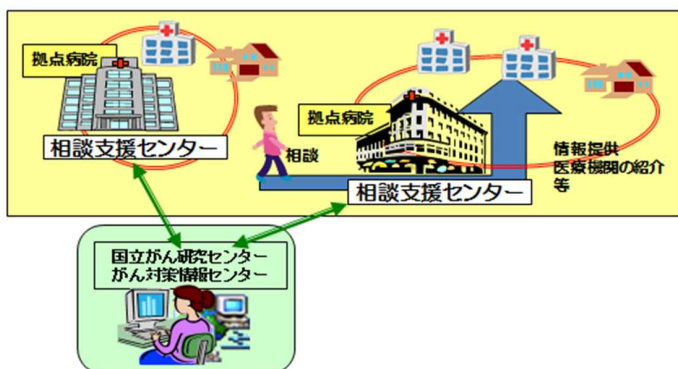 拠点病院
相談支援センター
拠点病院
相談
情報提供
医療機関の紹介
等
相談支援センター
国立がん研究センター
がん対策情報センター